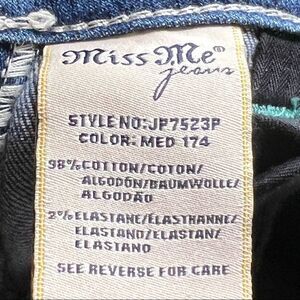 Miss Me®
jeans
STYLE NO:JP7523P
COLOR: MED 174
98%COTTON/COTON/
ALGODÓN/BAUMWOLLE/
ALGODÃO
2%ELASTANE/ELASTHANNE/
ELASTANO/ELASTAN/
ELASTANO
SEE REVERSE FOR CARE